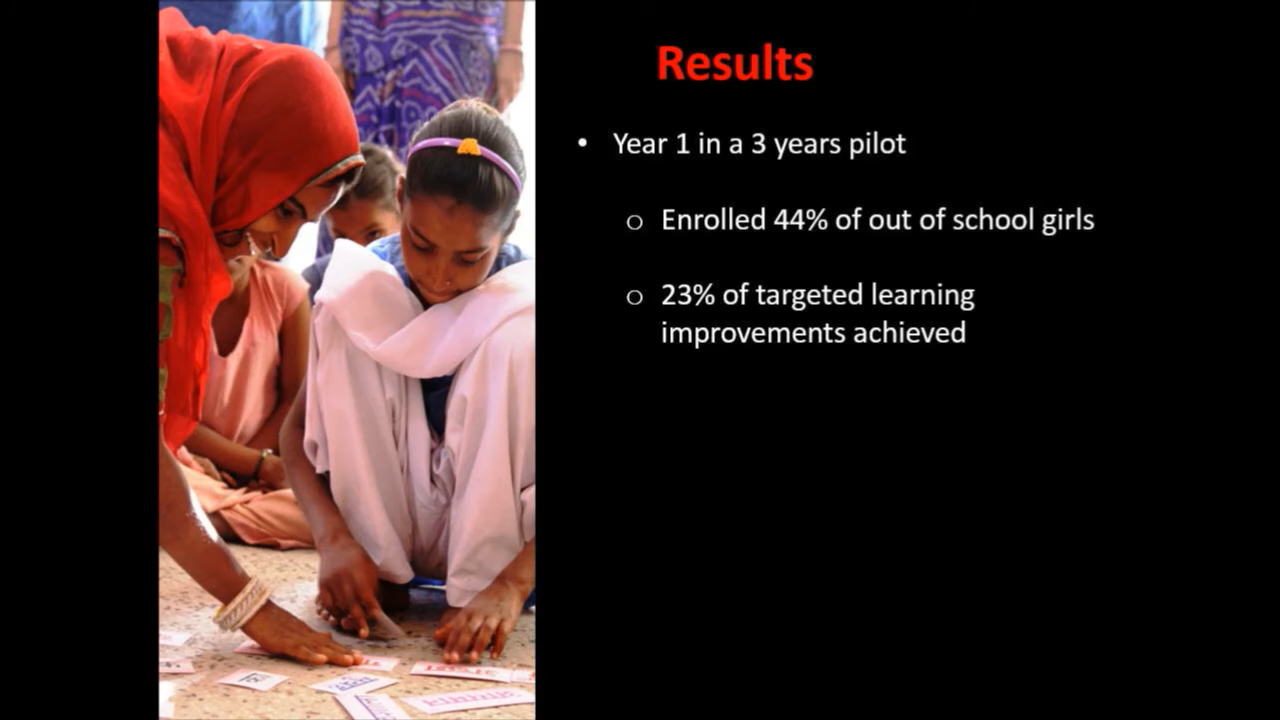 Results
• Year 1 in a 3 years pilot
o Enrolled 44% of out of school girls
o 23% of targeted learning
improvements achieved